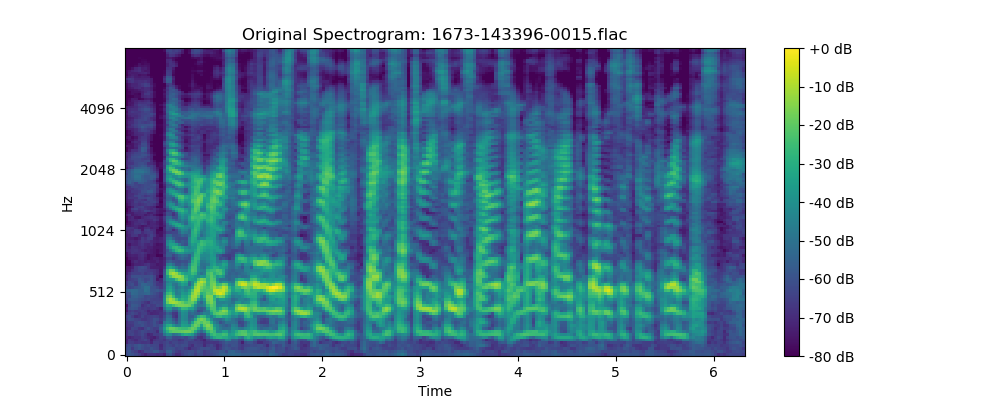 Original Spectrogram: 1673-143396-0015.flac
Hz
4096
2048
1024
512
0
0 1 2 3 4 5 6
Time
+0 dB
-10 dB
-20 dB
-30 dB
-40 dB
-50 dB
-60 dB
-70 dB
-80 dB